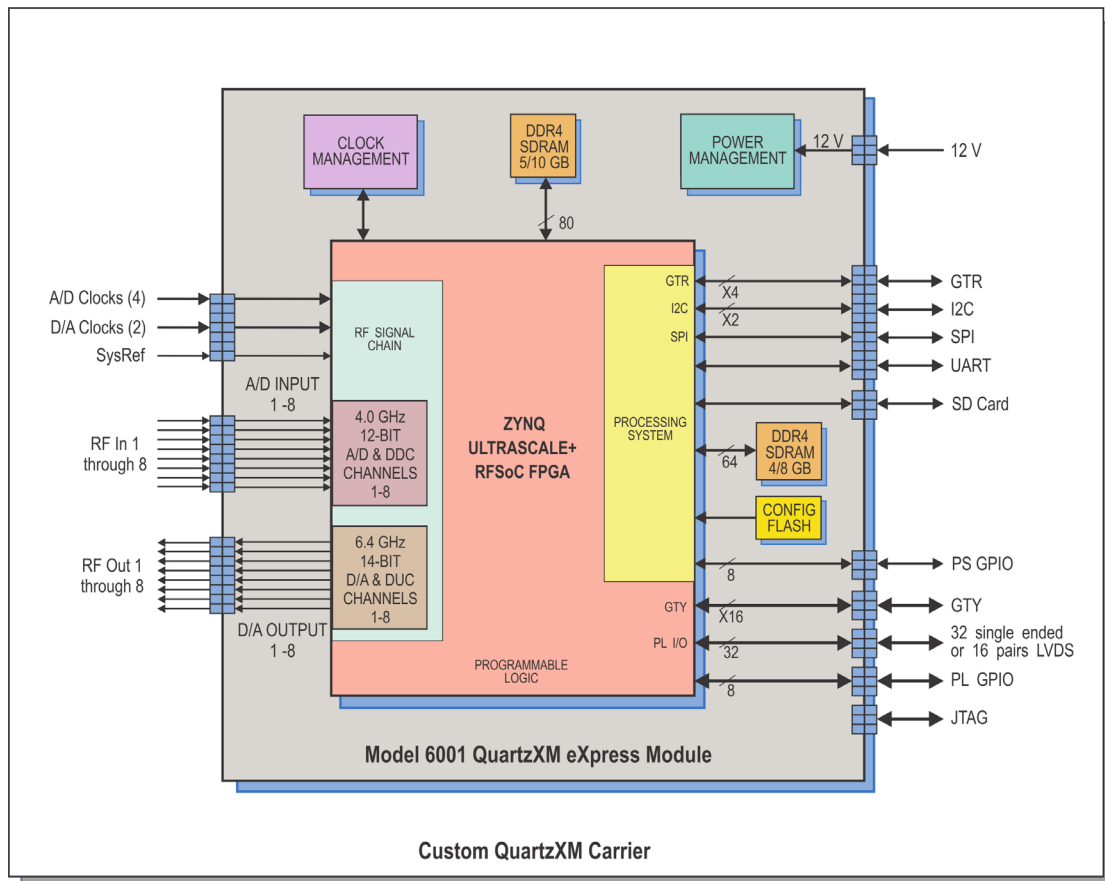 CLOCK
MANAGEMENT
DDR4
SDRAM
5/10 GB
POWER
MANAGEMENT
12 V
12 V
80
A/D Clocks (4)
D/A Clocks (2)
SysRef
A/D INPUT
1 -8
RF In 1
through 8
RF Out 1
through 8
D/A OUTPUT
1 -8
RF SIGNAL
CHAIN
4.0 GHz
12-BIT
A/D & DDC
CHANNELS
1-8
6.4 GHz
14-BIT
D/A & DUC
CHANNELS
1-8
ZYNQ
ULTRASCALE+
RFSoC FPGA
PROGRAMMABLE
LOGIC
GTR
I2C
SPI
PROCESSING
SYSTEM
GTY
PL I/O
X4
X2
64
DDR4
SDRAM
4/8 GB
CONFIG
FLASH
8
X16
32
8
GTR
I2C
SPI
UART
SD Card
PS GPIO
GTY
32 single ended
or 16 pairs LVDS
PL GPIO
JTAG
Model 6001 QuartzXM eXpress Module
Custom QuartzXM Carrier